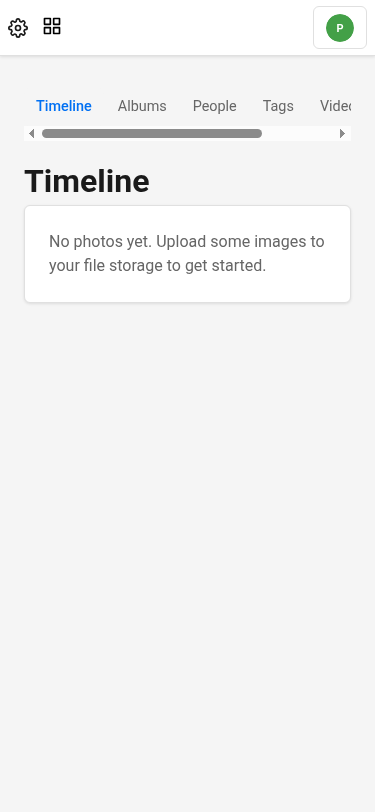 P
Timeline
Albums
People
Tags
Timeline
No photos yet. Upload some images to
your file storage to get started.